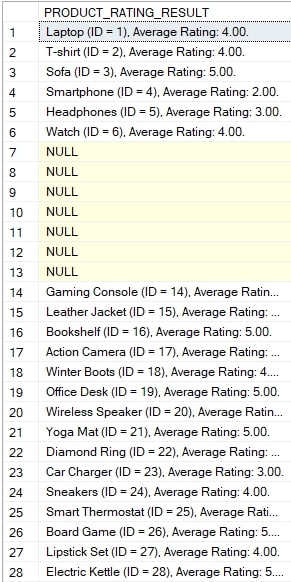 PRODUCT_RATING_RESULT
1 Laptop (ID = 1), Average Rating: 4.00.
2 T-shirt (ID = 2), Average Rating: 4.00.
3 Sofa (ID = 3), Average Rating: 5.00.
4 Smartphone (ID = 4), Average Rating: 2.00.
5 Headphones (ID = 5), Average Rating: 3.00.
6 Watch (ID = 6), Average Rating: 4.00.
7 NULL
8 NULL
9 NULL
10 NULL
11 NULL
12 NULL
13 NULL
14 Gaming Console (ID = 14), Average Ratin...
15 Leather Jacket (ID = 15), Average Rating: ...
16 Bookshelf (ID = 16), Average Rating: 5.00.
17 Action Camera (ID = 17), Average Rating: ...
18 Winter Boots (ID = 18), Average Rating: 4....
19 Office Desk (ID = 19), Average Rating: 5.00.
20 Wireless Speaker (ID = 20), Average Ratin...
21 Yoga Mat (ID = 21), Average Rating: 5.00.
22 Diamond Ring (ID = 22), Average Rating: ...
23 Car Charger (ID = 23), Average Rating: 3.00.
24 Sneakers (ID = 24), Average Rating: 4.00.
25 Smart Thermostat (ID = 25), Average Rati...
26 Board Game (ID = 26), Average Rating: 5....
27 Lipstick Set (ID = 27), Average Rating: 4.00.
28 Electric Kettle (ID = 28), Average Rating: 5....